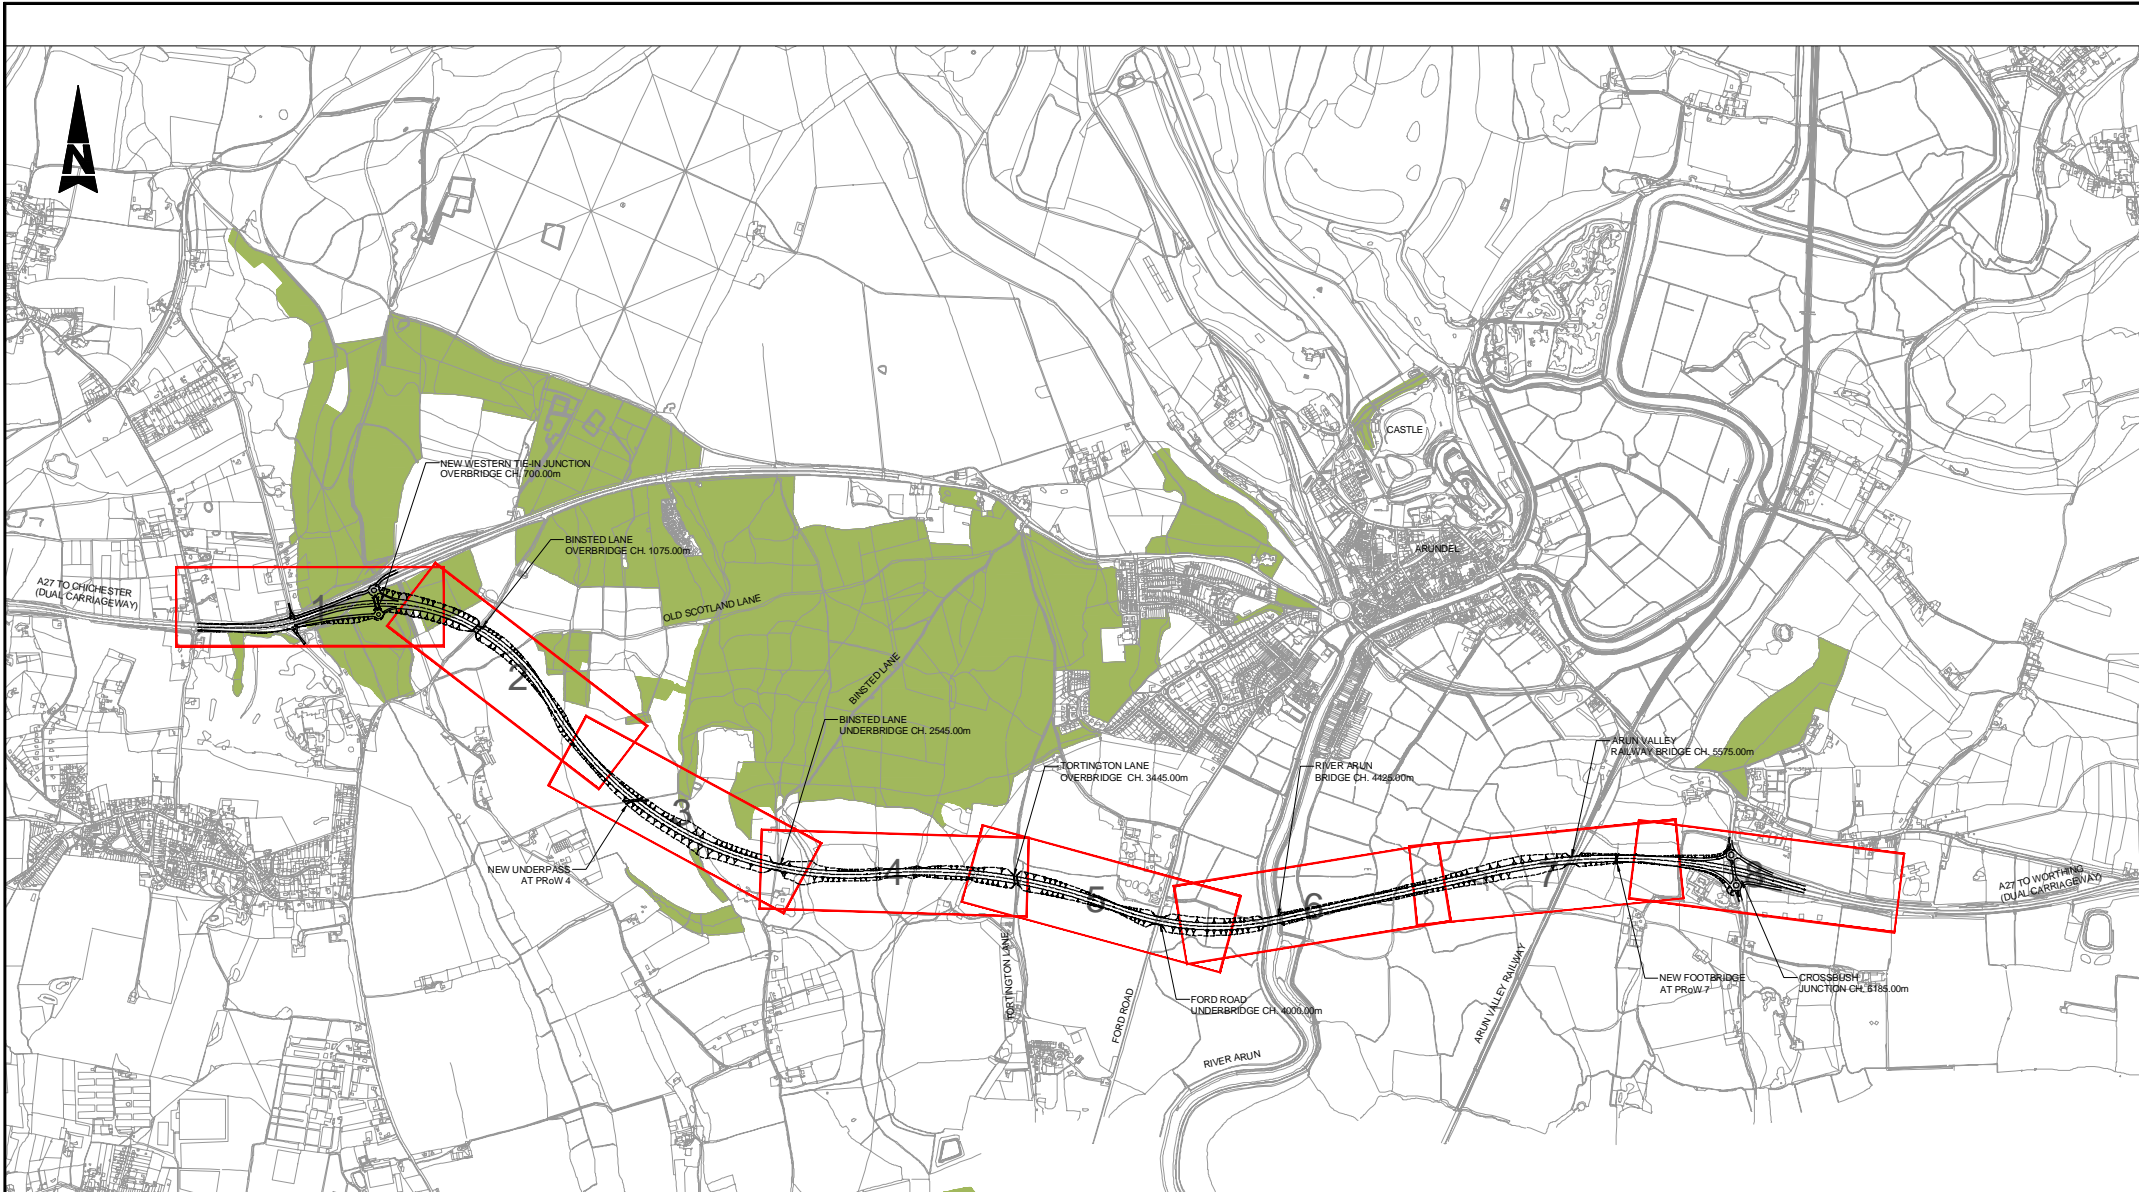 N
CASTLE
ARUNDEL
NEW WESTERN TIE-IN JUNCTION
OVERBRIDGE CH. 700.00m
BINSTED LANE
OVERBRIDGE CH. 1075.00m
A27 TO CHICHESTER
(DUAL CARRIAGEWAY)
1
OLD SCOTLAND LANE
2
BINSTED LANE
BINSTED LANE
UNDERBRIDGE CH. 2545.00m
TORTINGTON LANE
OVERBRIDGE CH. 3445.00m
RIVER ARUN
BRIDGE CH. 4425.00m
ARUN VALLEY
RAILWAY BRIDGE CH. 5575.00m
3
NEW UNDERPASS
AT PRoW 4
4
5
6
7
8
A27 TO WORTHING
(DUAL CARRIAGEWAY)
TORTINGTON LANE
FORD ROAD
FORD ROAD
UNDERBRIDGE CH. 4000.00m
ARUN VALLEY RAILWAY
NEW FOOTBRIDGE
AT PRoW 7
CROSSBUSH
JUNCTION CH. 6185.00m
RIVER ARUN